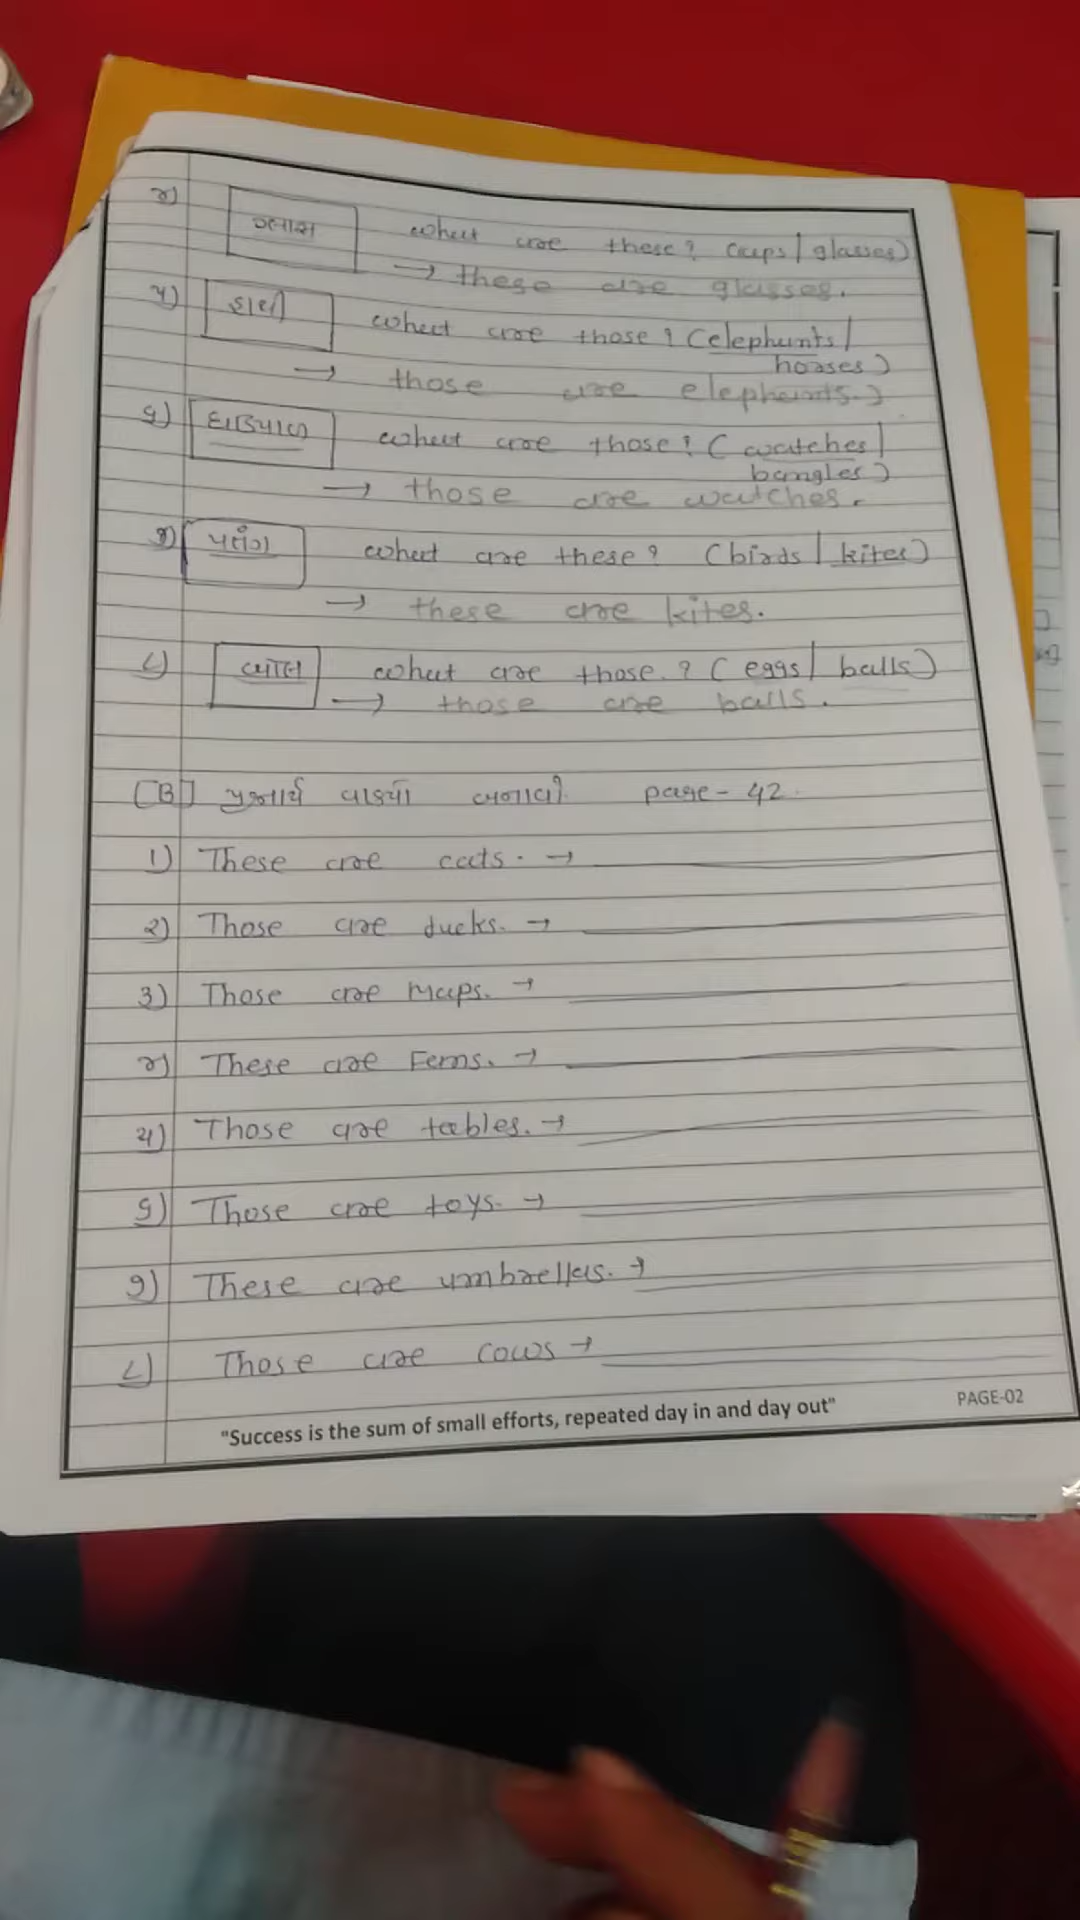 ૪) ગ્લાસ what are these? (cups / glasses)
→ these are glasses.
૫) હાથી what are those? (elephants /
horses)
→ those are elephants.)
૬) ઘડિયાળ what are those? ( watches /
bangles)
→ those are watches.
૭) પતંગ what are these? (birds / kites)
→ these are kites.
૮) બોલ what are those.? ( eggs / balls)
→ those are balls.
[B] પ્રશ્નાર્થ વાક્યો બનાવો. page - 42.
1) These are cats. →
૨) Those are ducks. →
3) Those are maps. →
૪) These are Ferns. →
૫) Those are tables. →
૬) Those are toys. →
૭) These are umbrellas. →
૮) Those are cows →
"Success is the sum of small efforts, repeated day in and day out" PAGE-02